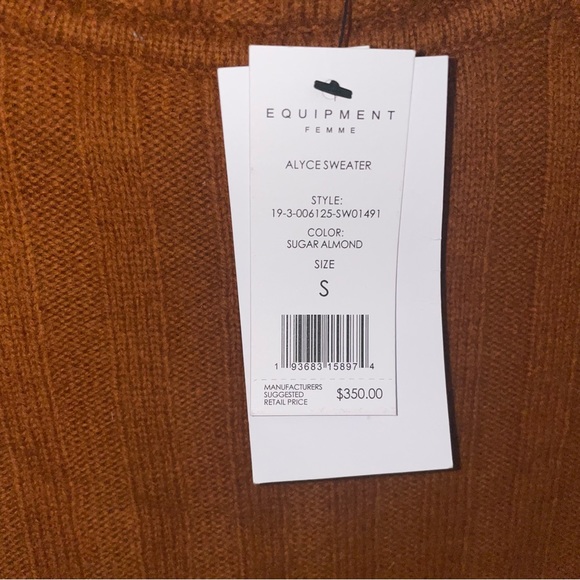 EQUIPMENT
FEMME
ALYCE SWEATER
STYLE:
19-3-006125-SW01491
COLOR:
SUGAR ALMOND
SIZE
S
1 93683 15897 4
MANUFACTURERS
SUGGESTED
RETAIL PRICE
$350.00